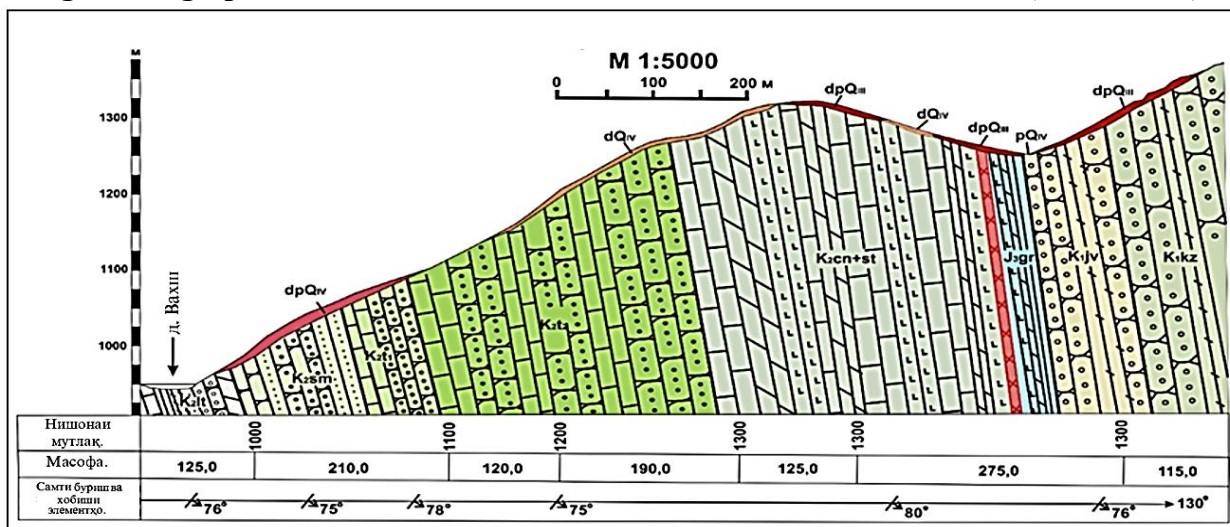 М 1:5000
0 100 200 м
м
1300
1200
1100
1000
д. Вахш
dpQIV
dQIV
dpQIII
dQIV
dpQIII
pQIV
dpQIII
K₂sm
K₂t₁
K₂t₂
K₂cn+st
J₃gr
K₁jv
K₁kz
Нишонаи мутлақ.
1000 1100 1200 1300 1300 1300
Масофа.
125,0 210,0 120,0 190,0 125,0 275,0 115,0
Самти буриш ва
хобиши
элементҳо.
76° 75° 78° 75° 80° 76° 130°